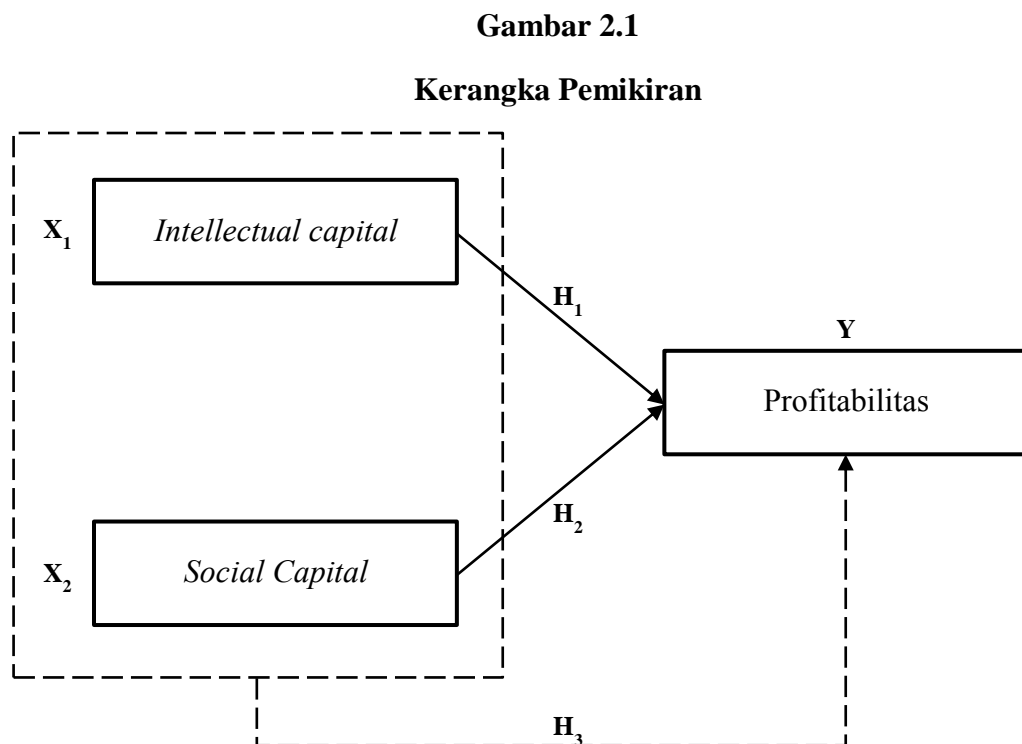 Gambar 2.1
Kerangka Pemikiran
X₁
Intellectual capital
H₁
Y
Profitabilitas
H₂
X₂
Social Capital
H₃